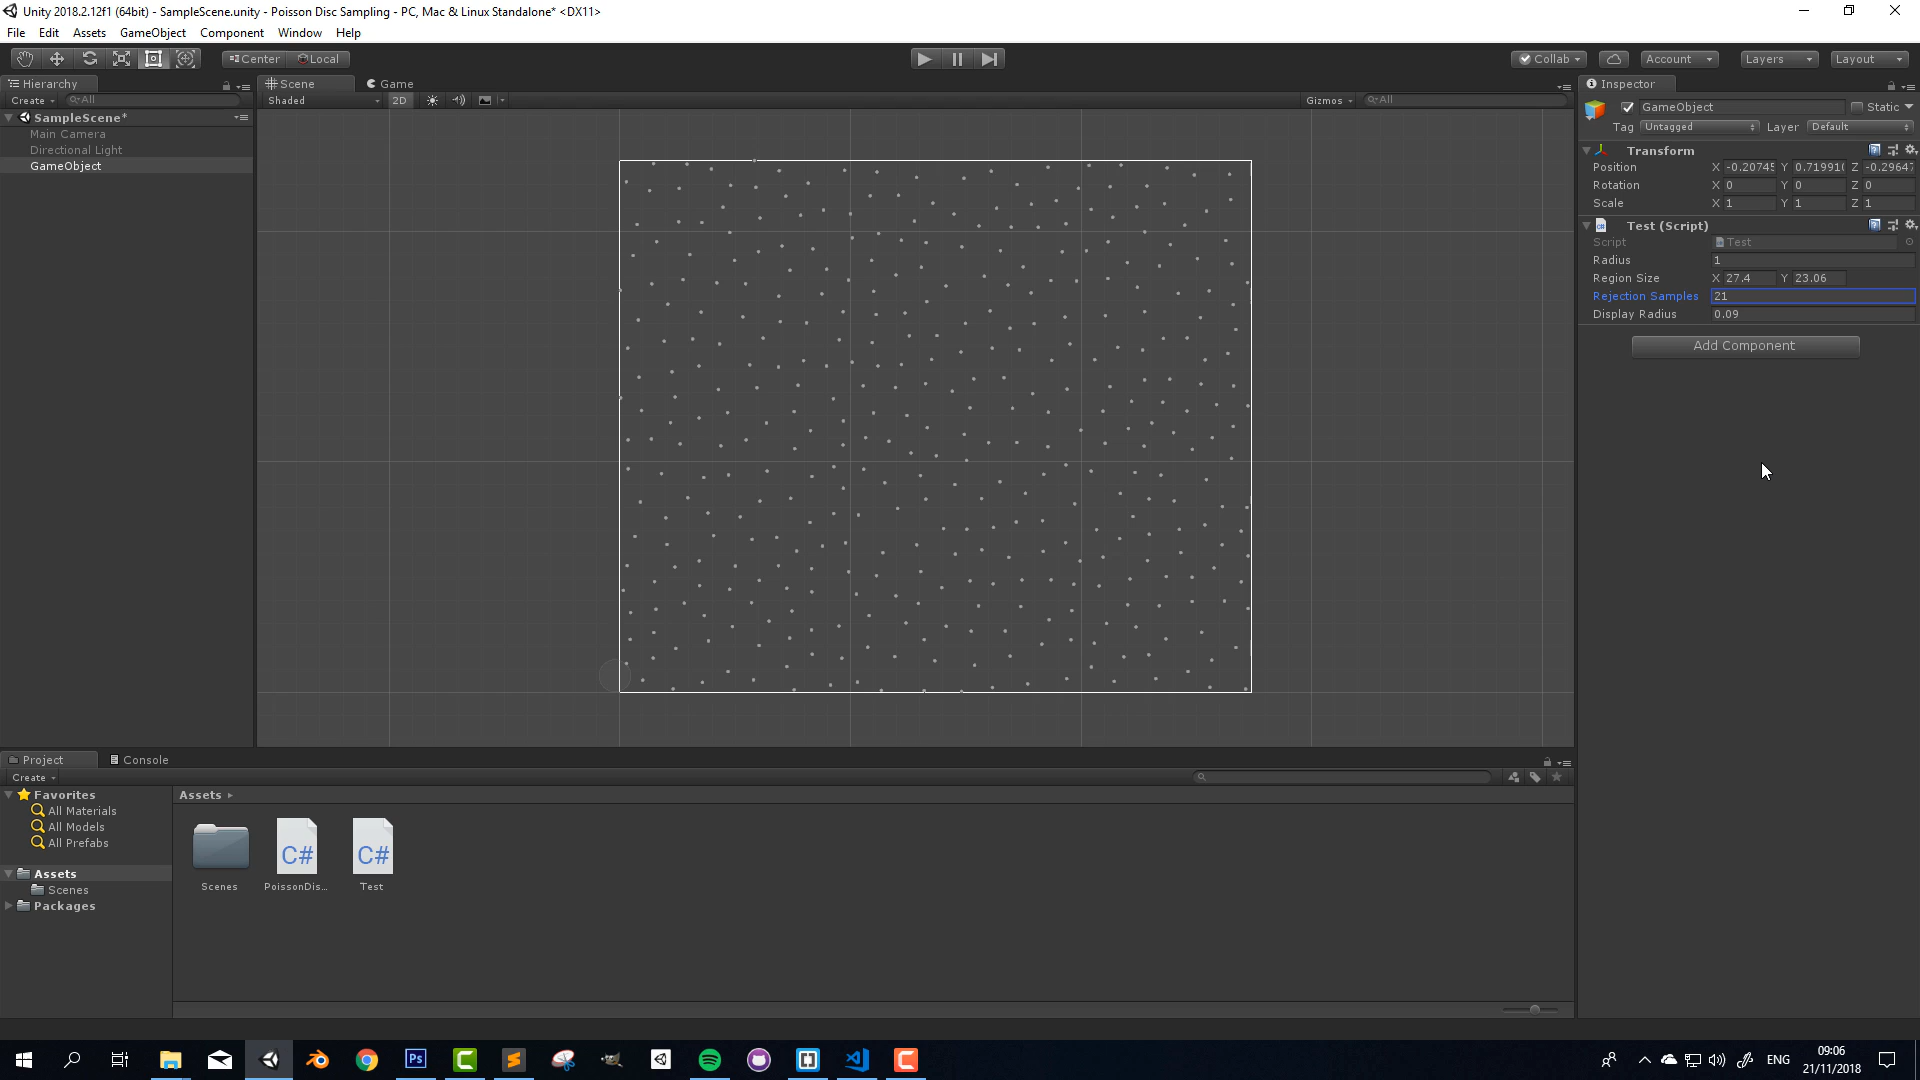 Unity 2018.2.12f1 (64bit) - SampleScene.unity - Poisson Disc Sampling - PC, Mac & Linux Standalone* <DX11>
File Edit Assets GameObject Component Window Help
Center Local Collab Account Layers Layout
Hierarchy
Create All
SampleScene*
Main Camera
Directional Light
GameObject
Scene Game
Shaded 2D Gizmos All
Inspector
GameObject Static
Tag Untagged Layer Default
Transform
Position X -0.20745 Y 0.71991 Z -0.29647
Rotation X 0 Y 0 Z 0
Scale X 1 Y 1 Z 1
Test (Script)
Script Test
Radius 1
Region Size X 27.4 Y 23.06
Rejection Samples 21
Display Radius 0.09
Add Component
Project Console
Create
Favorites
All Materials
All Models
All Prefabs
Assets
Scenes
Packages
Assets
C# C#
Scenes PoissonDis... Test
Ps
ENG
09:06
21/11/2018